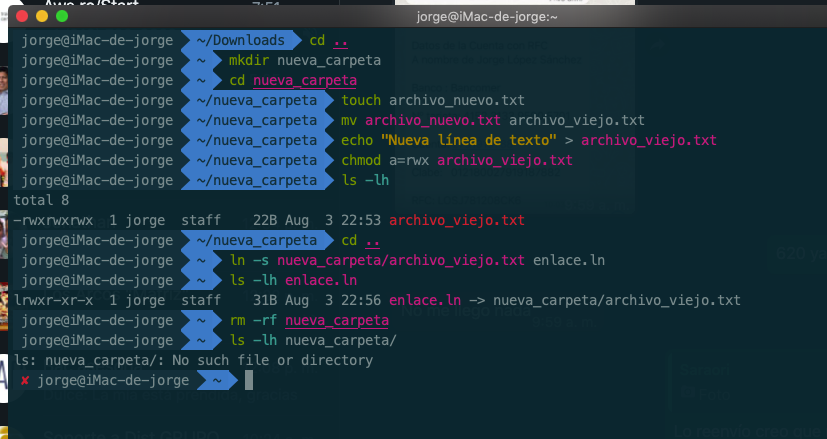 Awo.rs/Start
7:51
jorge@iMac-de-jorge:~
jorge@iMac-de-jorge ~/Downloads cd ..
jorge@iMac-de-jorge ~ mkdir nueva_carpeta
jorge@iMac-de-jorge ~ cd nueva_carpeta
jorge@iMac-de-jorge ~/nueva_carpeta touch archivo_nuevo.txt
jorge@iMac-de-jorge ~/nueva_carpeta mv archivo_nuevo.txt archivo_viejo.txt
jorge@iMac-de-jorge ~/nueva_carpeta echo "Nueva línea de texto" > archivo_viejo.txt
jorge@iMac-de-jorge ~/nueva_carpeta chmod a=rwx archivo_viejo.txt
jorge@iMac-de-jorge ~/nueva_carpeta ls -lh
total 8
-rwxrwxrwx 1 jorge staff 22B Aug 3 22:53 archivo_viejo.txt
jorge@iMac-de-jorge ~/nueva_carpeta cd ..
jorge@iMac-de-jorge ~ ln -s nueva_carpeta/archivo_viejo.txt enlace.ln
jorge@iMac-de-jorge ~ ls -lh enlace.ln
lrwxr-xr-x 1 jorge staff 31B Aug 3 22:56 enlace.ln -> nueva_carpeta/archivo_viejo.txt
jorge@iMac-de-jorge ~ rm -rf nueva_carpeta
jorge@iMac-de-jorge ~ ls -lh nueva_carpeta/
ls: nueva_carpeta/: No such file or directory
✘ jorge@iMac-de-jorge ~